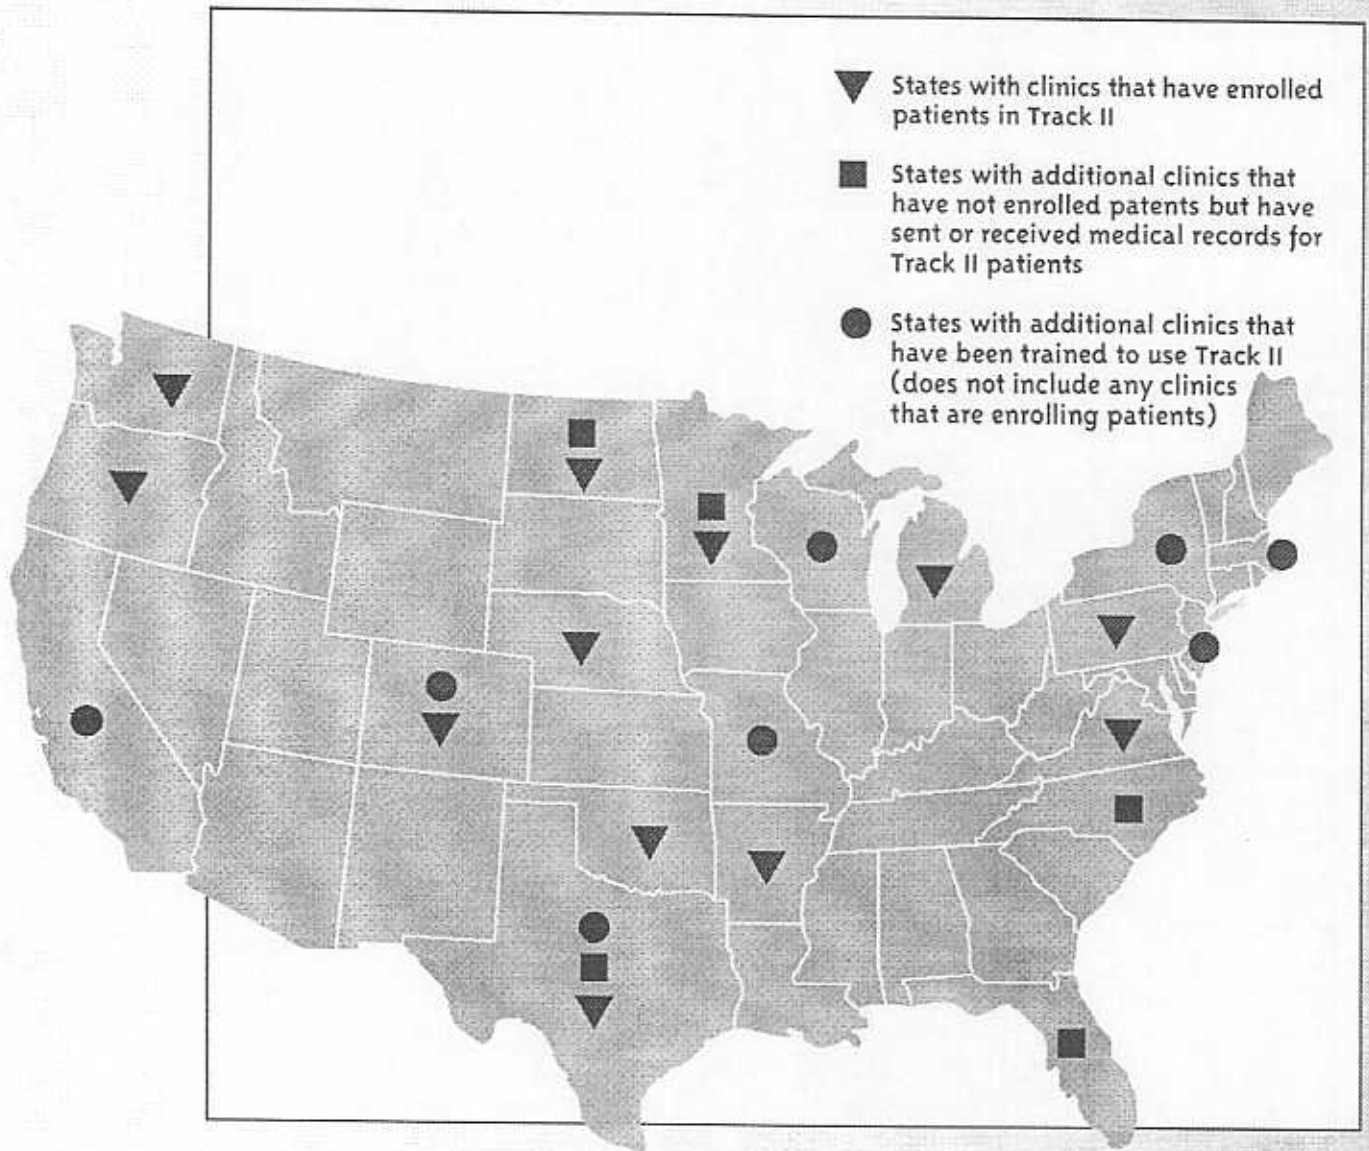 States with clinics that have enrolled
patients in Track II
States with additional clinics that
have not enrolled patents but have
sent or received medical records for
Track II patients
States with additional clinics that
have been trained to use Track II
(does not include any clinics
that are enrolling patients)